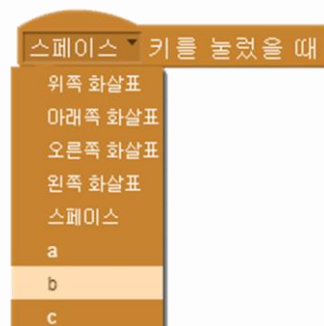 스페이스 키를 눌렀을 때
위쪽 화살표
아래쪽 화살표
오른쪽 화살표
왼쪽 화살표
스페이스
a
b
c